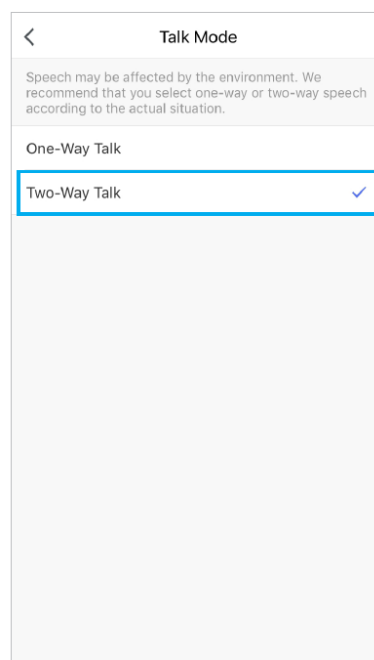 Talk Mode
Speech may be affected by the environment. We
recommend that you select one-way or two-way speech
according to the actual situation.
One-Way Talk
Two-Way Talk